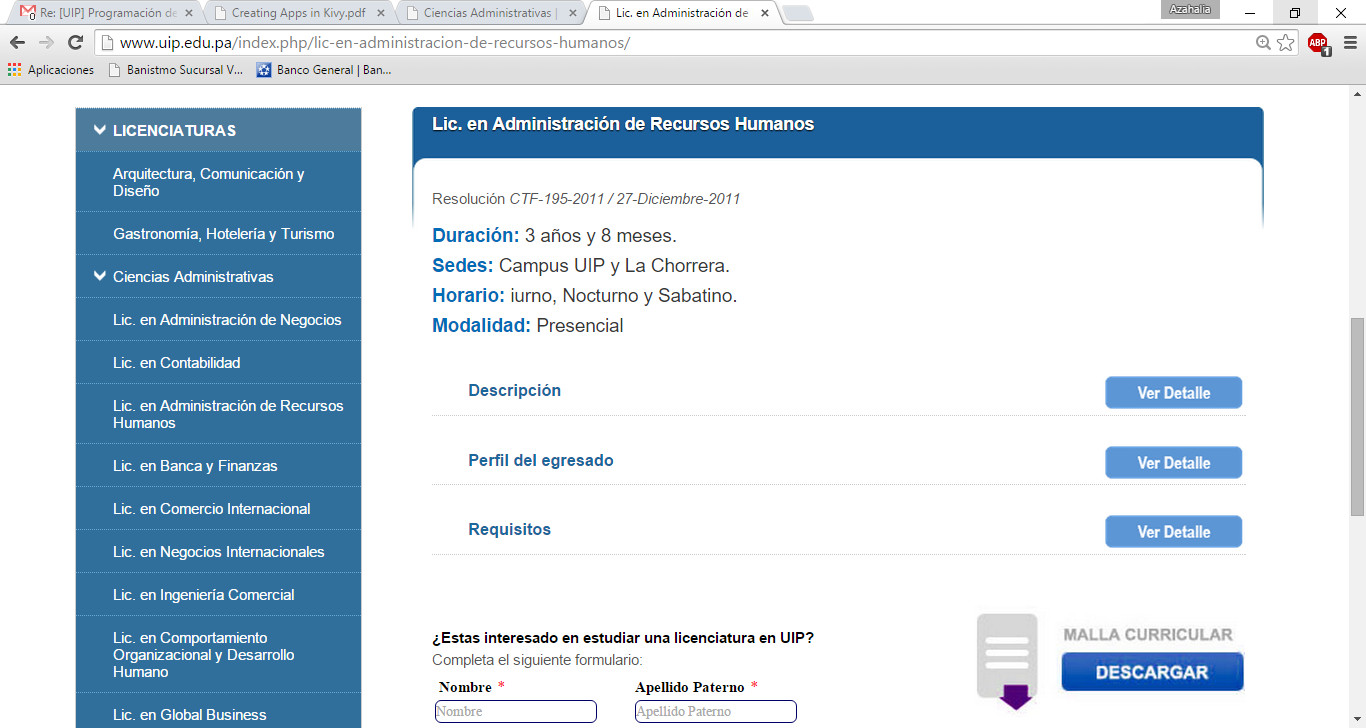 Re: [UIP] Programación de
Creating Apps in Kivy.pdf
Ciencias Administrativas |
Lic. en Administración de
Azahalia
www.uip.edu.pa/index.php/lic-en-administracion-de-recursos-humanos/
ABP
1
Aplicaciones
Banistmo Sucursal V...
Banco General | Ban...
LICENCIATURAS
Arquitectura, Comunicación y
Diseño
Gastronomía, Hotelería y Turismo
Ciencias Administrativas
Lic. en Administración de Negocios
Lic. en Contabilidad
Lic. en Administración de Recursos
Humanos
Lic. en Banca y Finanzas
Lic. en Comercio Internacional
Lic. en Negocios Internacionales
Lic. en Ingeniería Comercial
Lic. en Comportamiento
Organizacional y Desarrollo
Humano
Lic. en Global Business
Lic. en Administración de Recursos Humanos
Resolución CTF-195-2011 / 27-Diciembre-2011
Duración: 3 años y 8 meses.
Sedes: Campus UIP y La Chorrera.
Horario: iurno, Nocturno y Sabatino.
Modalidad: Presencial
Descripción
Ver Detalle
Perfil del egresado
Ver Detalle
Requisitos
Ver Detalle
¿Estas interesado en estudiar una licenciatura en UIP?
Completa el siguiente formulario:
Nombre *
Apellido Paterno *
Nombre
Apellido Paterno
MALLA CURRICULAR
DESCARGAR